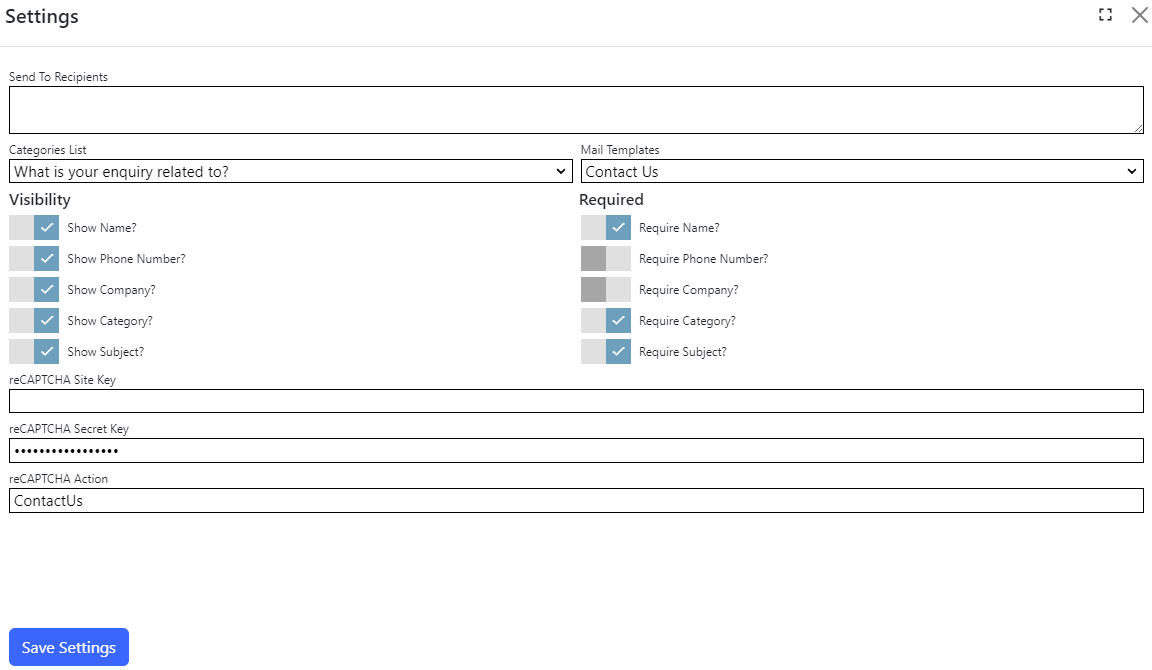 Settings
Send To Recipients
Categories List
Mail Templates
What is your enquiry related to?
Contact Us
Visibility
Required
Show Name?
Require Name?
Show Phone Number?
Require Phone Number?
Show Company?
Require Company?
Show Category?
Require Category?
Show Subject?
Require Subject?
reCAPTCHA Site Key
reCAPTCHA Secret Key
•••••••••••••••••
reCAPTCHA Action
ContactUs
Save Settings